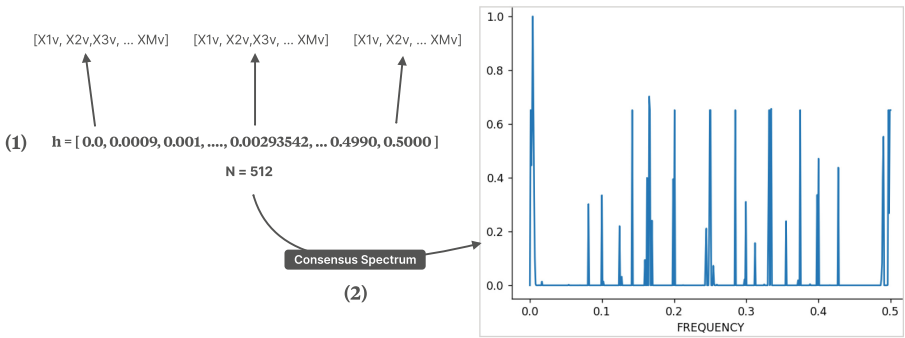 [X1v, X2v,X3v, ... XMv]
[X1v, X2v,X3v, ... XMv]
[X1v, X2v, ... XMv]
(1)
h = [ 0.0, 0.0009, 0.001, ...., 0.00293542, ... 0.4990, 0.5000 ]
N = 512
Consensus Spectrum
(2)
1.0
0.8
0.6
0.4
0.2
0.0
0.0 0.1 0.2 0.3 0.4 0.5
FREQUENCY